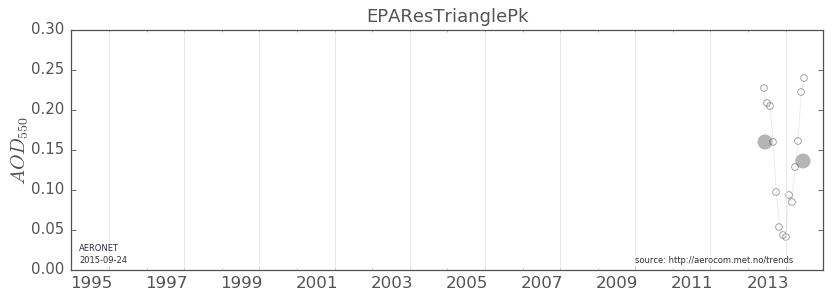 EPAResTrianglePk
0.30
0.25
0.20
0.15
0.10
0.05
0.00
AOD550
AERONET
2015-09-24
source: http://aerocom.met.no/trends
1995 1997 1999 2001 2003 2005 2007 2009 2011 2013